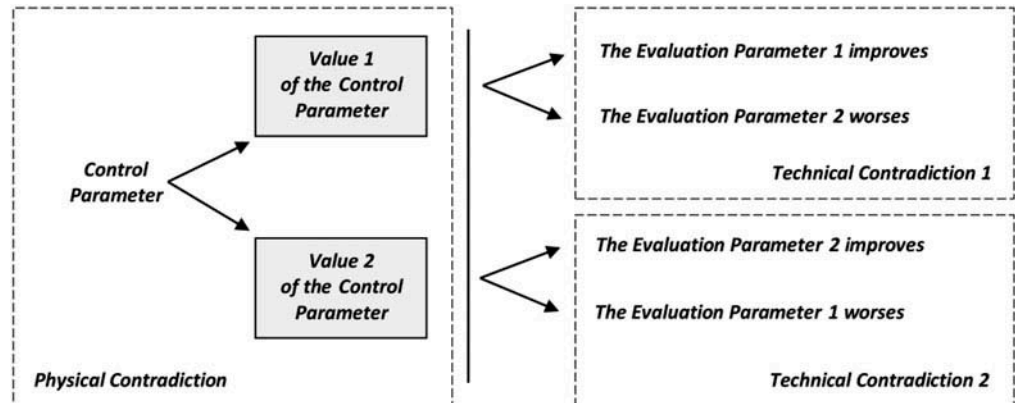 Value 1
of the Control
Parameter
Control
Parameter
Value 2
of the Control
Parameter
Physical Contradiction
The Evaluation Parameter 1 improves
The Evaluation Parameter 2 worses
Technical Contradiction 1
The Evaluation Parameter 2 improves
The Evaluation Parameter 1 worses
Technical Contradiction 2